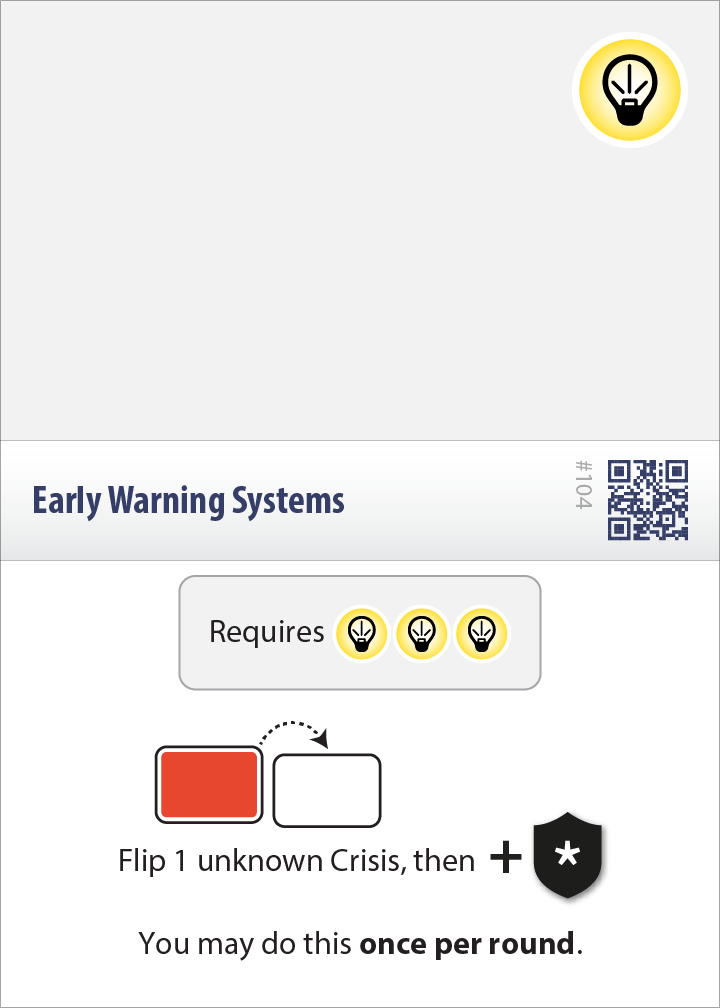 Early Warning Systems
#104
Requires
Flip 1 unknown Crisis, then + *
You may do this once per round.